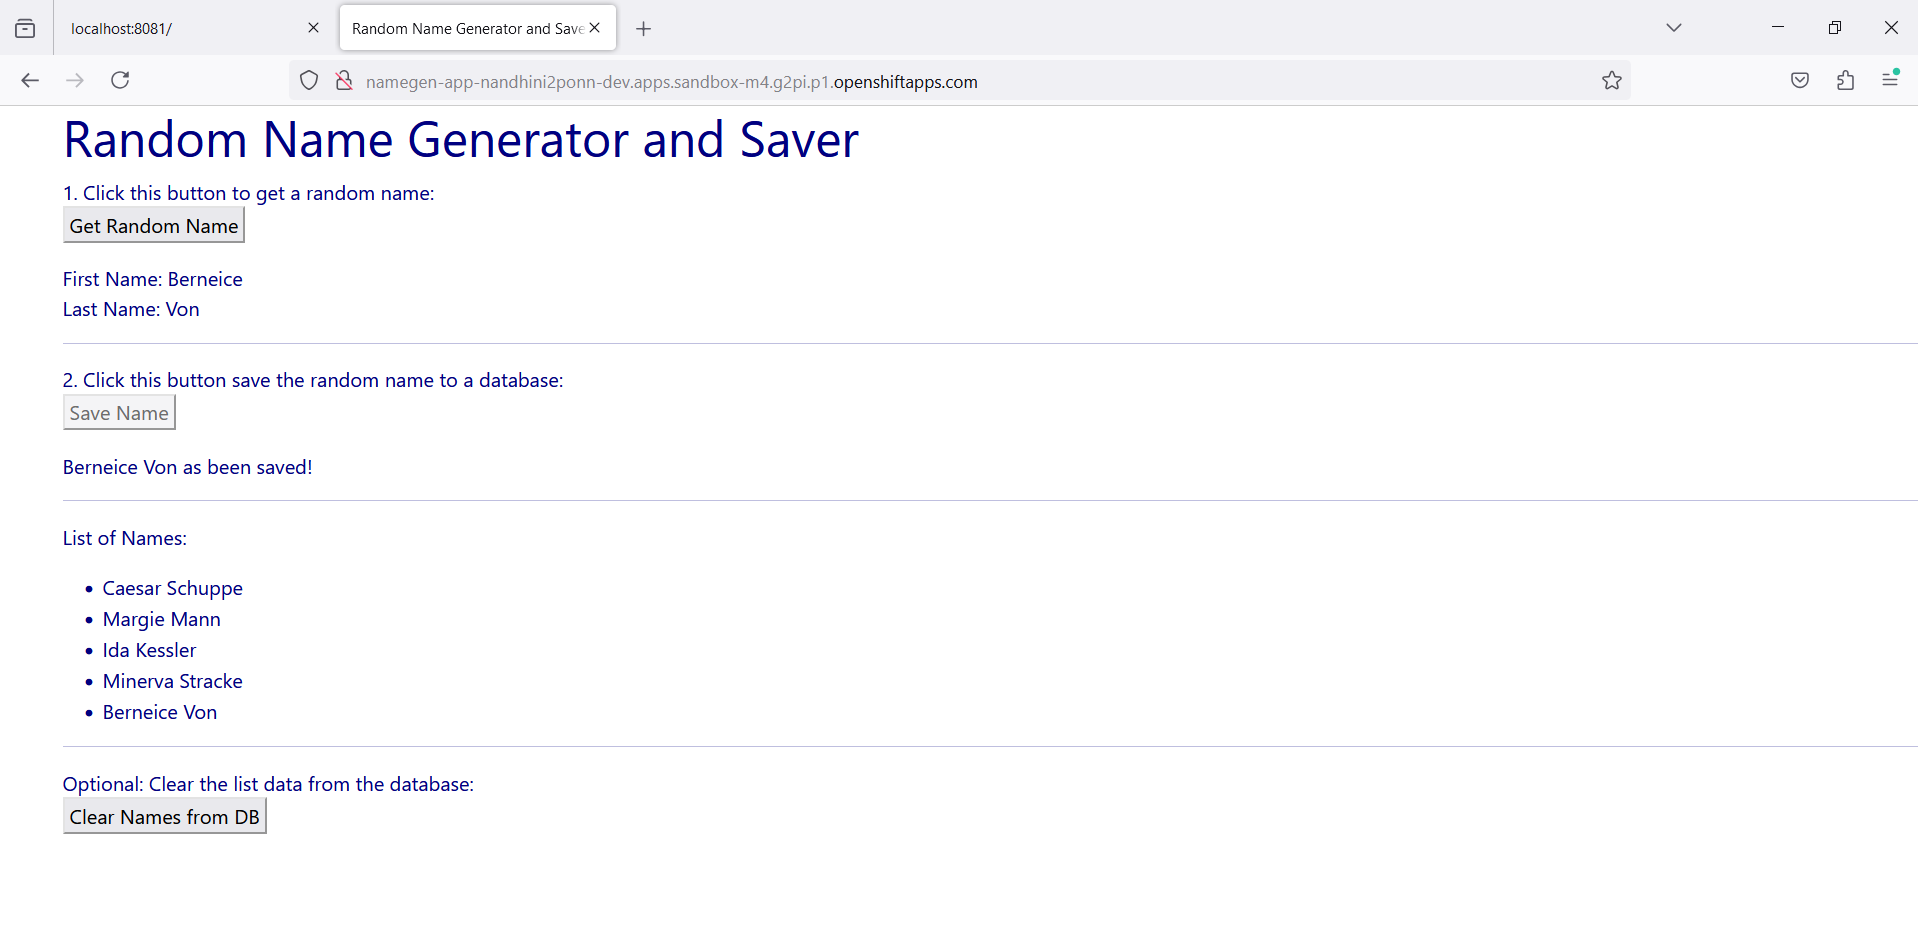 localhost:8081/
Random Name Generator and Save
namegen-app-nandhini2ponn-dev.apps.sandbox-m4.g2pi.p1.openshiftapps.com
Random Name Generator and Saver
1. Click this button to get a random name:
Get Random Name
First Name: Berneice
Last Name: Von
2. Click this button save the random name to a database:
Save Name
Berneice Von as been saved!
List of Names:
• Caesar Schuppe
• Margie Mann
• Ida Kessler
• Minerva Stracke
• Berneice Von
Optional: Clear the list data from the database:
Clear Names from DB